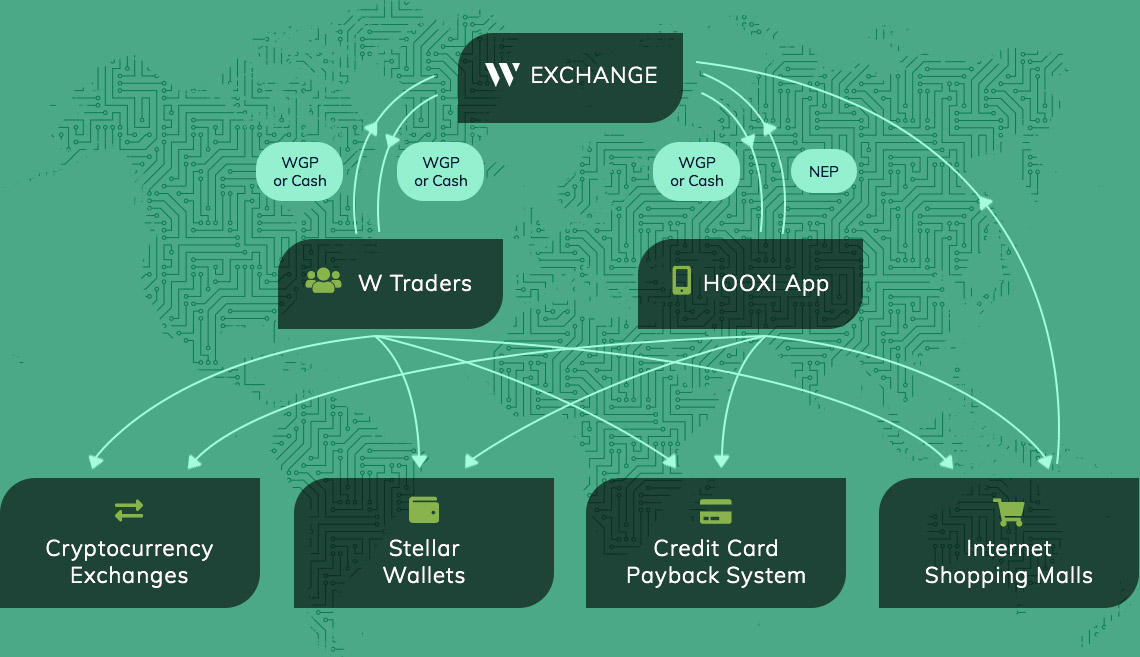 W EXCHANGE
WGP
or Cash
WGP
or Cash
WGP
or Cash
NEP
W Traders
HOOXI App
Cryptocurrency
Exchanges
Stellar
Wallets
Credit Card
Payback System
Internet
Shopping Malls